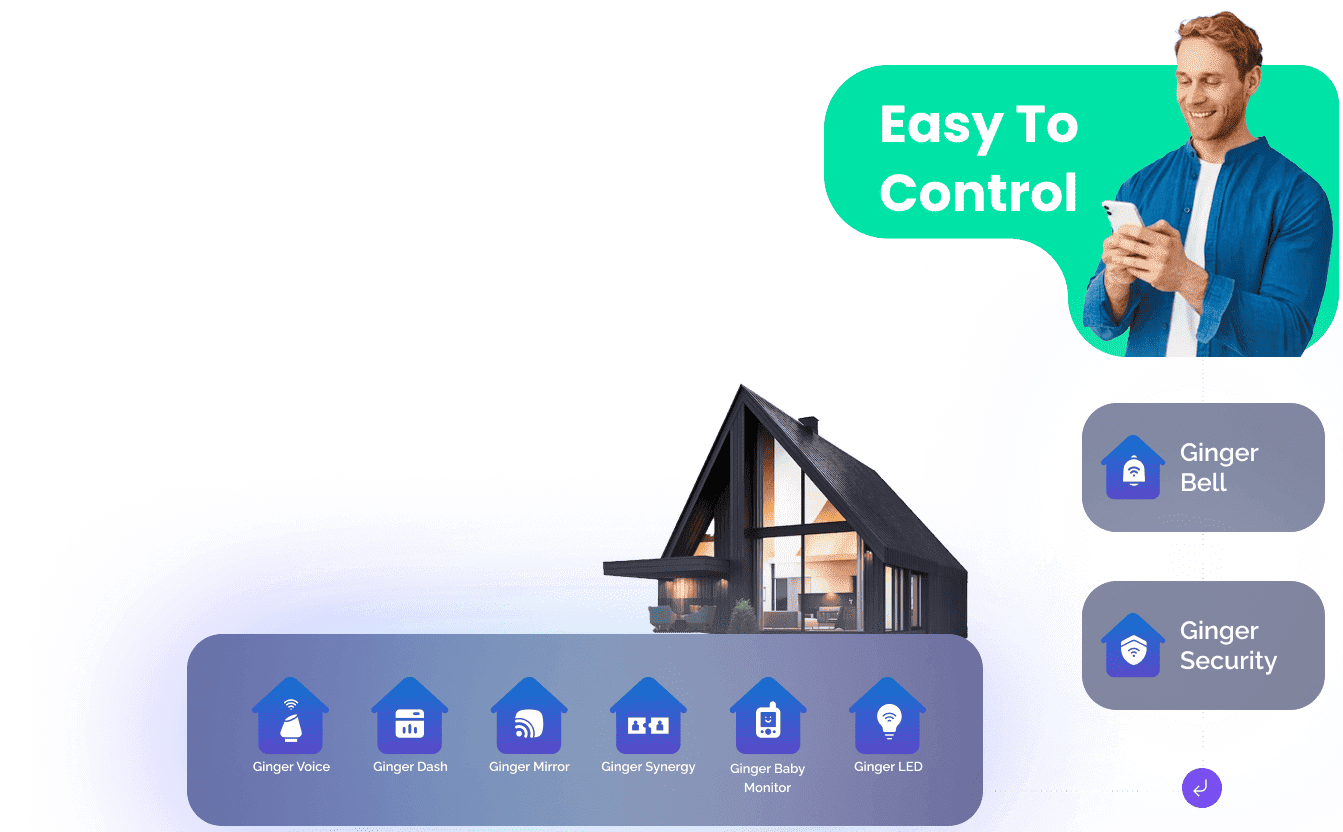 Easy To
Control
Ginger
Bell
Ginger
Security
Ginger Voice
Ginger Dash
Ginger Mirror
Ginger Synergy
Ginger Baby
Monitor
Ginger LED